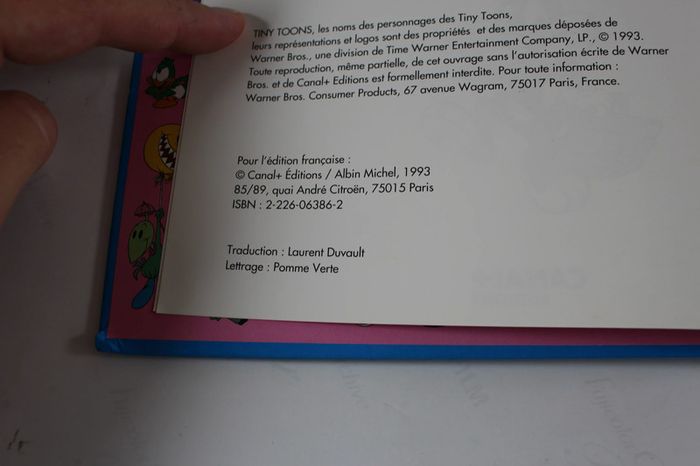 TINY TOONS, les noms des personnages des Tiny Toons,
leurs représentations et logos sont des propriétés et des marques déposées de
Warner Bros., une division de Time Warner Entertainment Company, LP., © 1993.
Toute reproduction, même partielle, de cet ouvrage sans l'autorisation écrite de Warner
Bros. et de Canal+ Editions est formellement interdite. Pour toute information :
Warner Bros. Consumer Products, 67 avenue Wagram, 75017 Paris, France.
Pour l'édition française :
© Canal+ Éditions / Albin Michel, 1993
85/89, quai André Citroën, 75015 Paris
ISBN : 2-226-06386-2
Traduction : Laurent Duvault
Lettrage : Pomme Verte